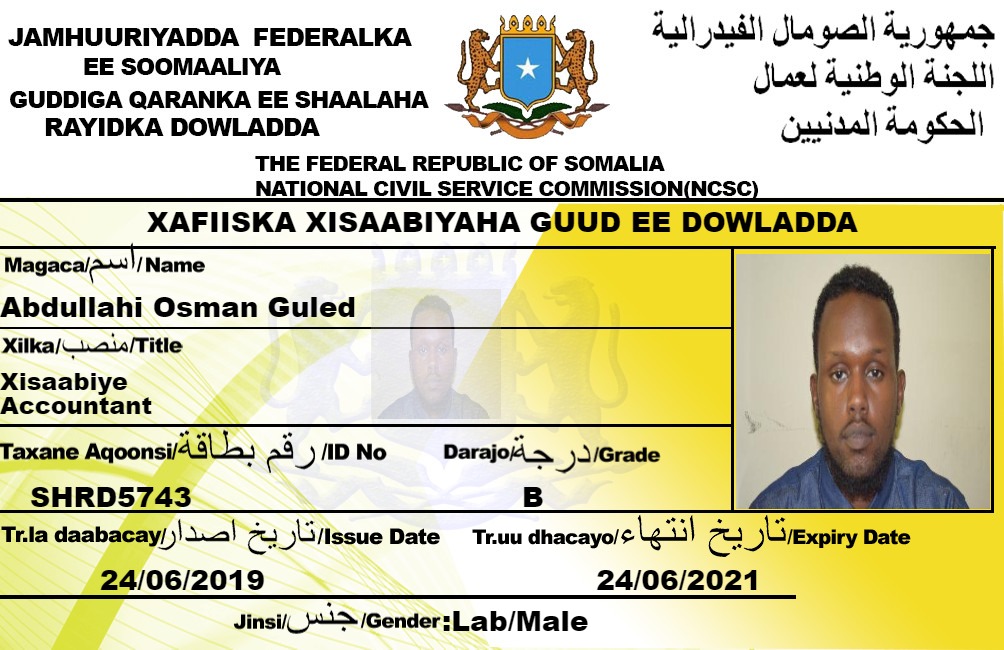 JAMHUURIYADDA FEDERALKA
EE SOOMAALIYA
GUDDIGA QARANKA EE SHAALAHA
RAYIDKA DOWLADDA
جمهورية الصومال الفيدرالية
اللجنة الوطنية لعمال
الحكومة المدنيين
THE FEDERAL REPUBLIC OF SOMALIA
NATIONAL CIVIL SERVICE COMMISSION(NCSC)
XAFIISKA XISAABIYAHA GUUD EE DOWLADDA
Magaca/اسم/Name
Abdullahi Osman Guled
Xilka/منصب/Title
Xisaabiye
Accountant
Taxane Aqoonsi/رقم بطاقة/ID No
Darajo/درجة/Grade
SHRD5743
B
Tr.la daabacay/تاريخ اصدار/Issue Date
Tr.uu dhacayo/تاريخ انتهاء/Expiry Date
24/06/2019
24/06/2021
Jinsi/جنس/Gender:Lab/Male